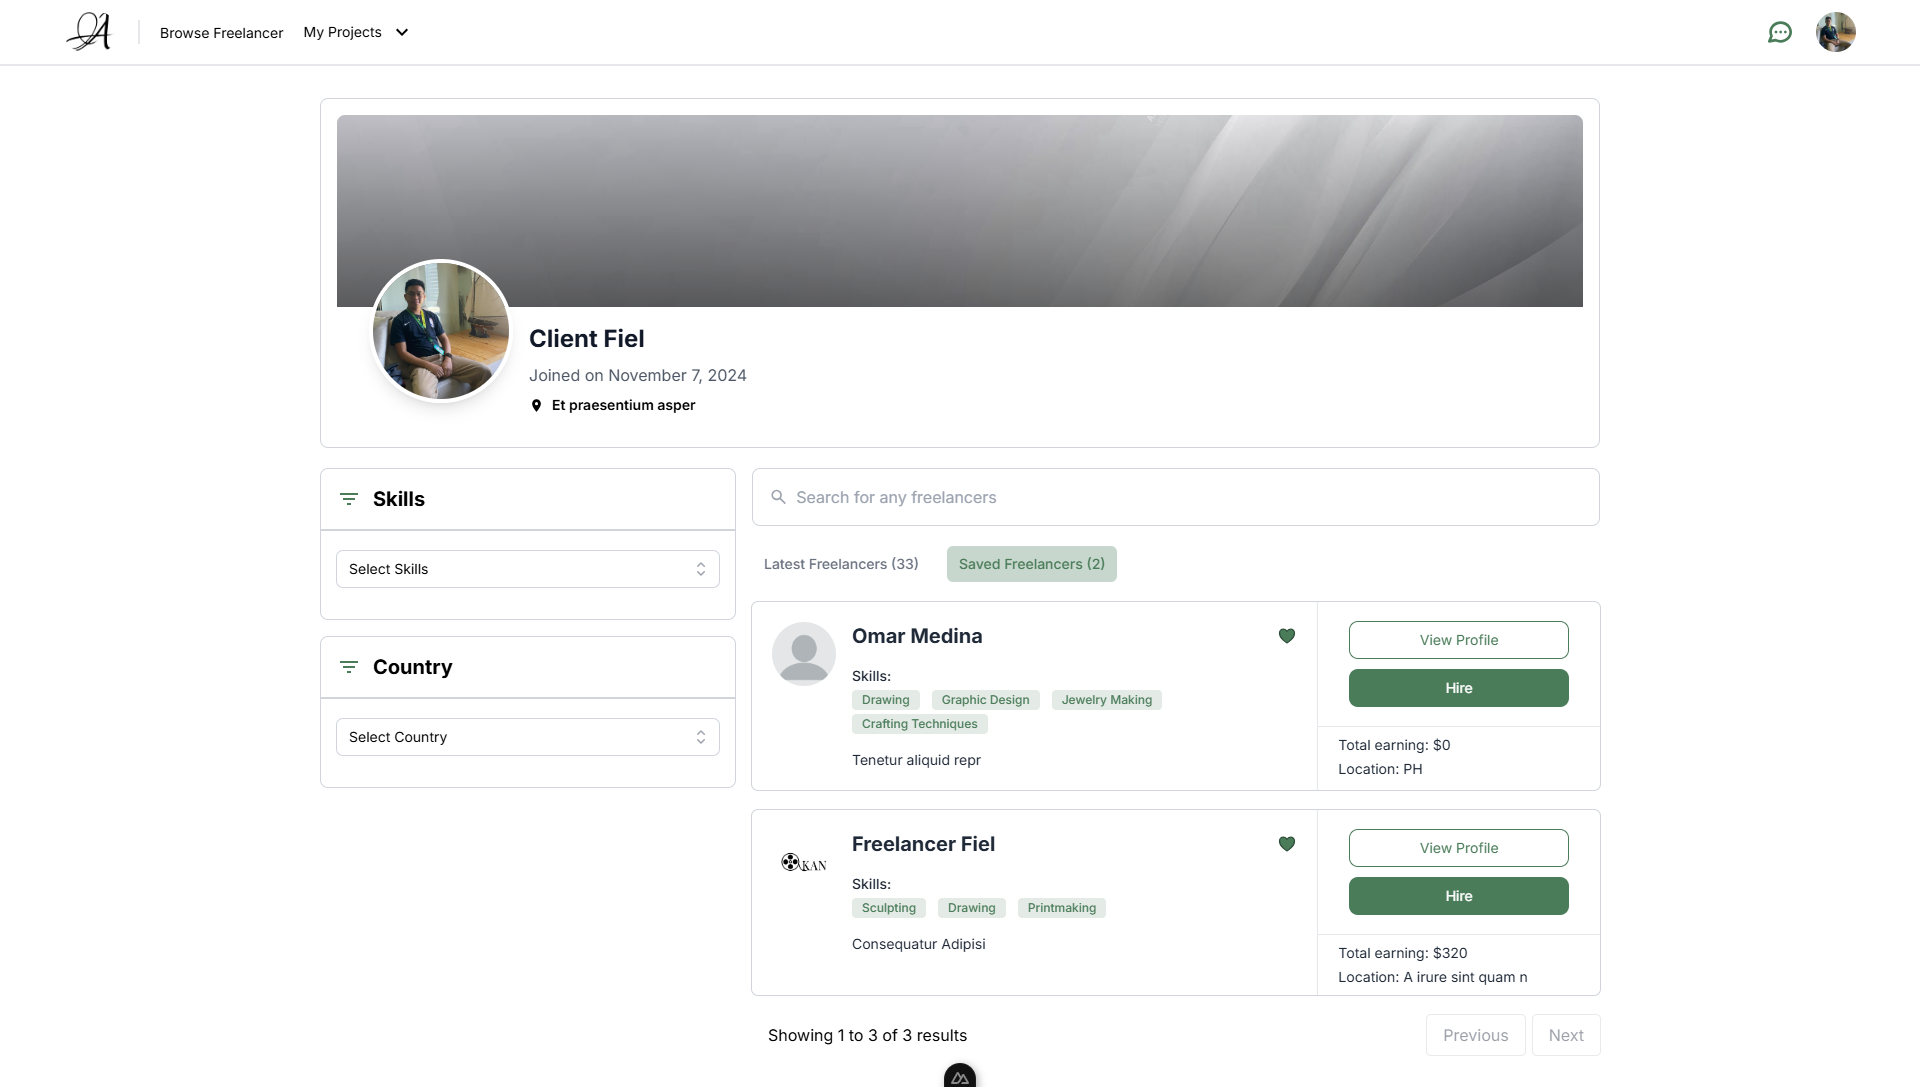 A
Browse Freelancer
My Projects
Client Fiel
Joined on November 7, 2024
Et praesentium asper
Skills
Select Skills
Country
Select Country
Search for any freelancers
Latest Freelancers (33)
Saved Freelancers (2)
Omar Medina
Skills:
Drawing Graphic Design Jewelry Making
Crafting Techniques
Tenetur aliquid repr
View Profile
Hire
Total earning: $0
Location: PH
KAN
Freelancer Fiel
Skills:
Sculpting Drawing Printmaking
Consequatur Adipisi
View Profile
Hire
Total earning: $320
Location: A irure sint quam n
Showing 1 to 3 of 3 results
Previous
Next